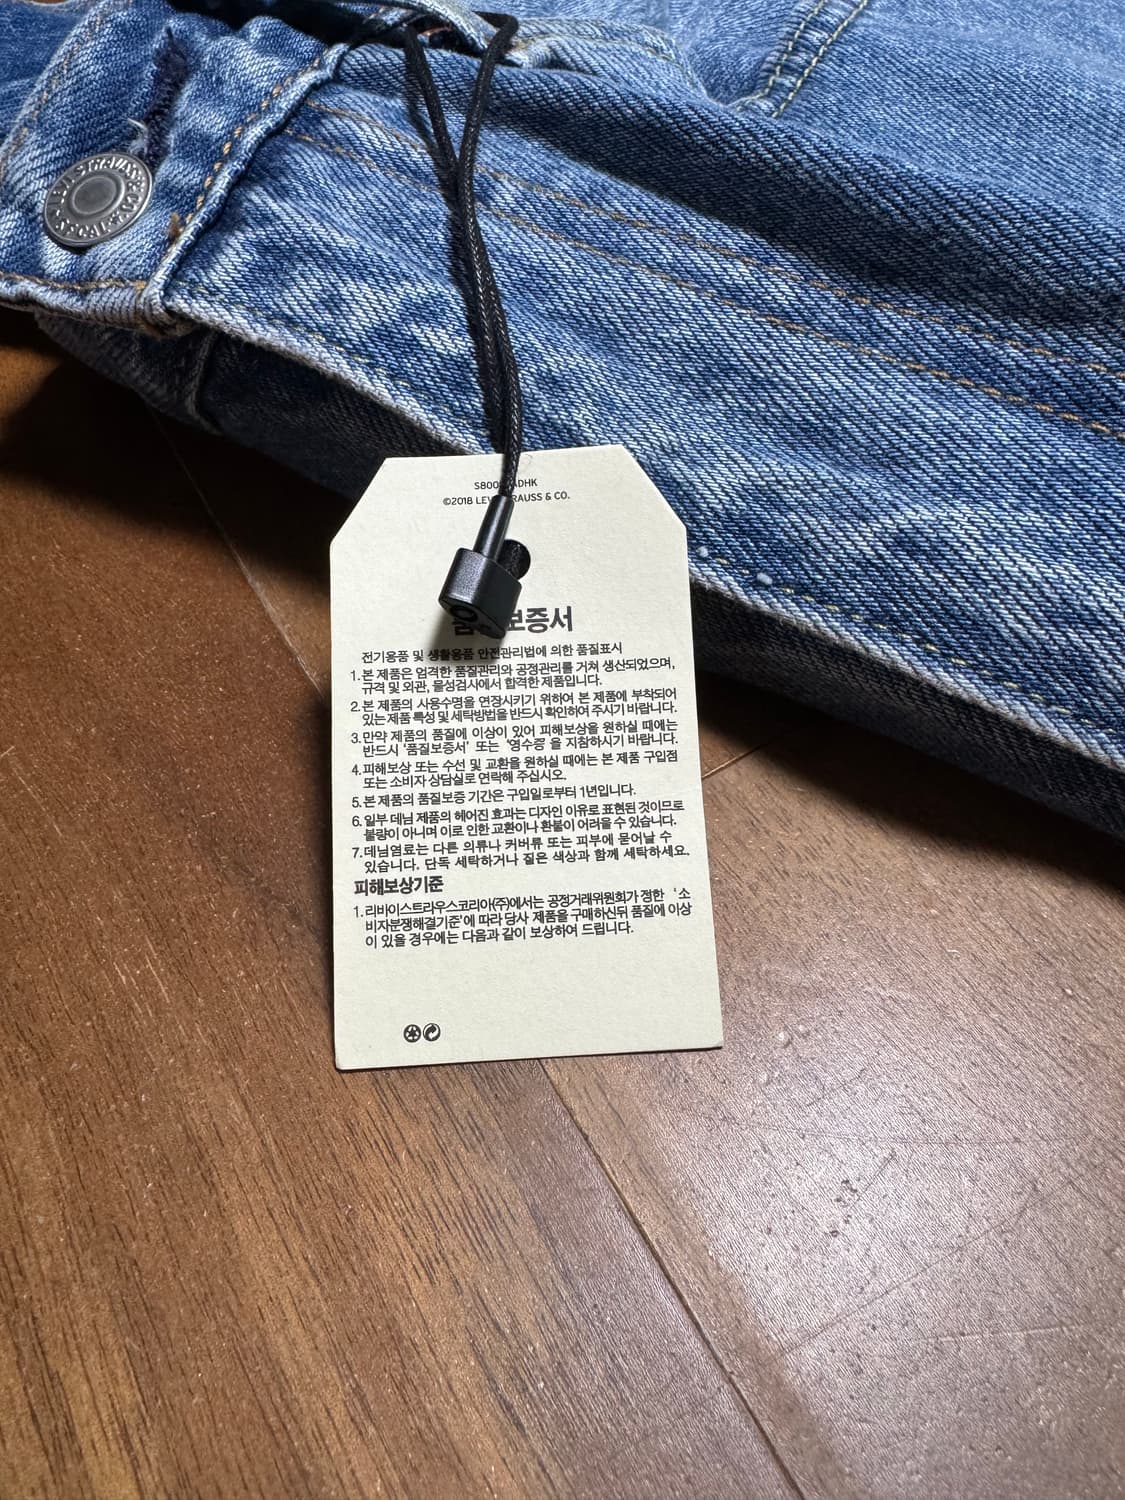 ©2018 LEVI STRAUSS & CO.
품질보증서
전기용품 및 생활용품 안전관리법에 의한 품질표시
1. 본 제품은 엄격한 품질관리와 공정관리를 거쳐 생산되었으며,
규격 및 외관, 물성검사에서 합격한 제품입니다.
2. 본 제품의 사용수명을 연장시키기 위하여 본 제품에 부착되어
있는 제품 특성 및 세탁방법을 반드시 확인하여 주시기 바랍니다.
3. 만약 제품의 품질에 이상이 있어 피해보상을 원하실 때에는
반드시 '품질보증서' 또는 '영수증'을 지참하시기 바랍니다.
4. 피해보상 또는 수선 및 교환을 원하실 때에는 본 제품 구입점
또는 소비자 상담실로 연락해 주십시오.
5. 본 제품의 품질보증 기간은 구입일로부터 1년입니다.
6. 일부 데님 제품의 헤어진 효과는 디자인 이유로 표현된 것이므로
불량이 아니며 이로 인한 교환이나 환불이 어려울 수 있습니다.
7. 데님염료는 다른 의류나 커버류 또는 피부에 묻어날 수
있습니다. 단독 세탁하거나 짙은 색상과 함께 세탁하세요.
피해보상기준
1. 리바이스트라우스코리아(주)에서는 공정거래위원회가 정한 '소
비자분쟁해결기준'에 따라 당사 제품을 구매하신뒤 품질에 이상
이 있을 경우에는 다음과 같이 보상하여 드립니다.